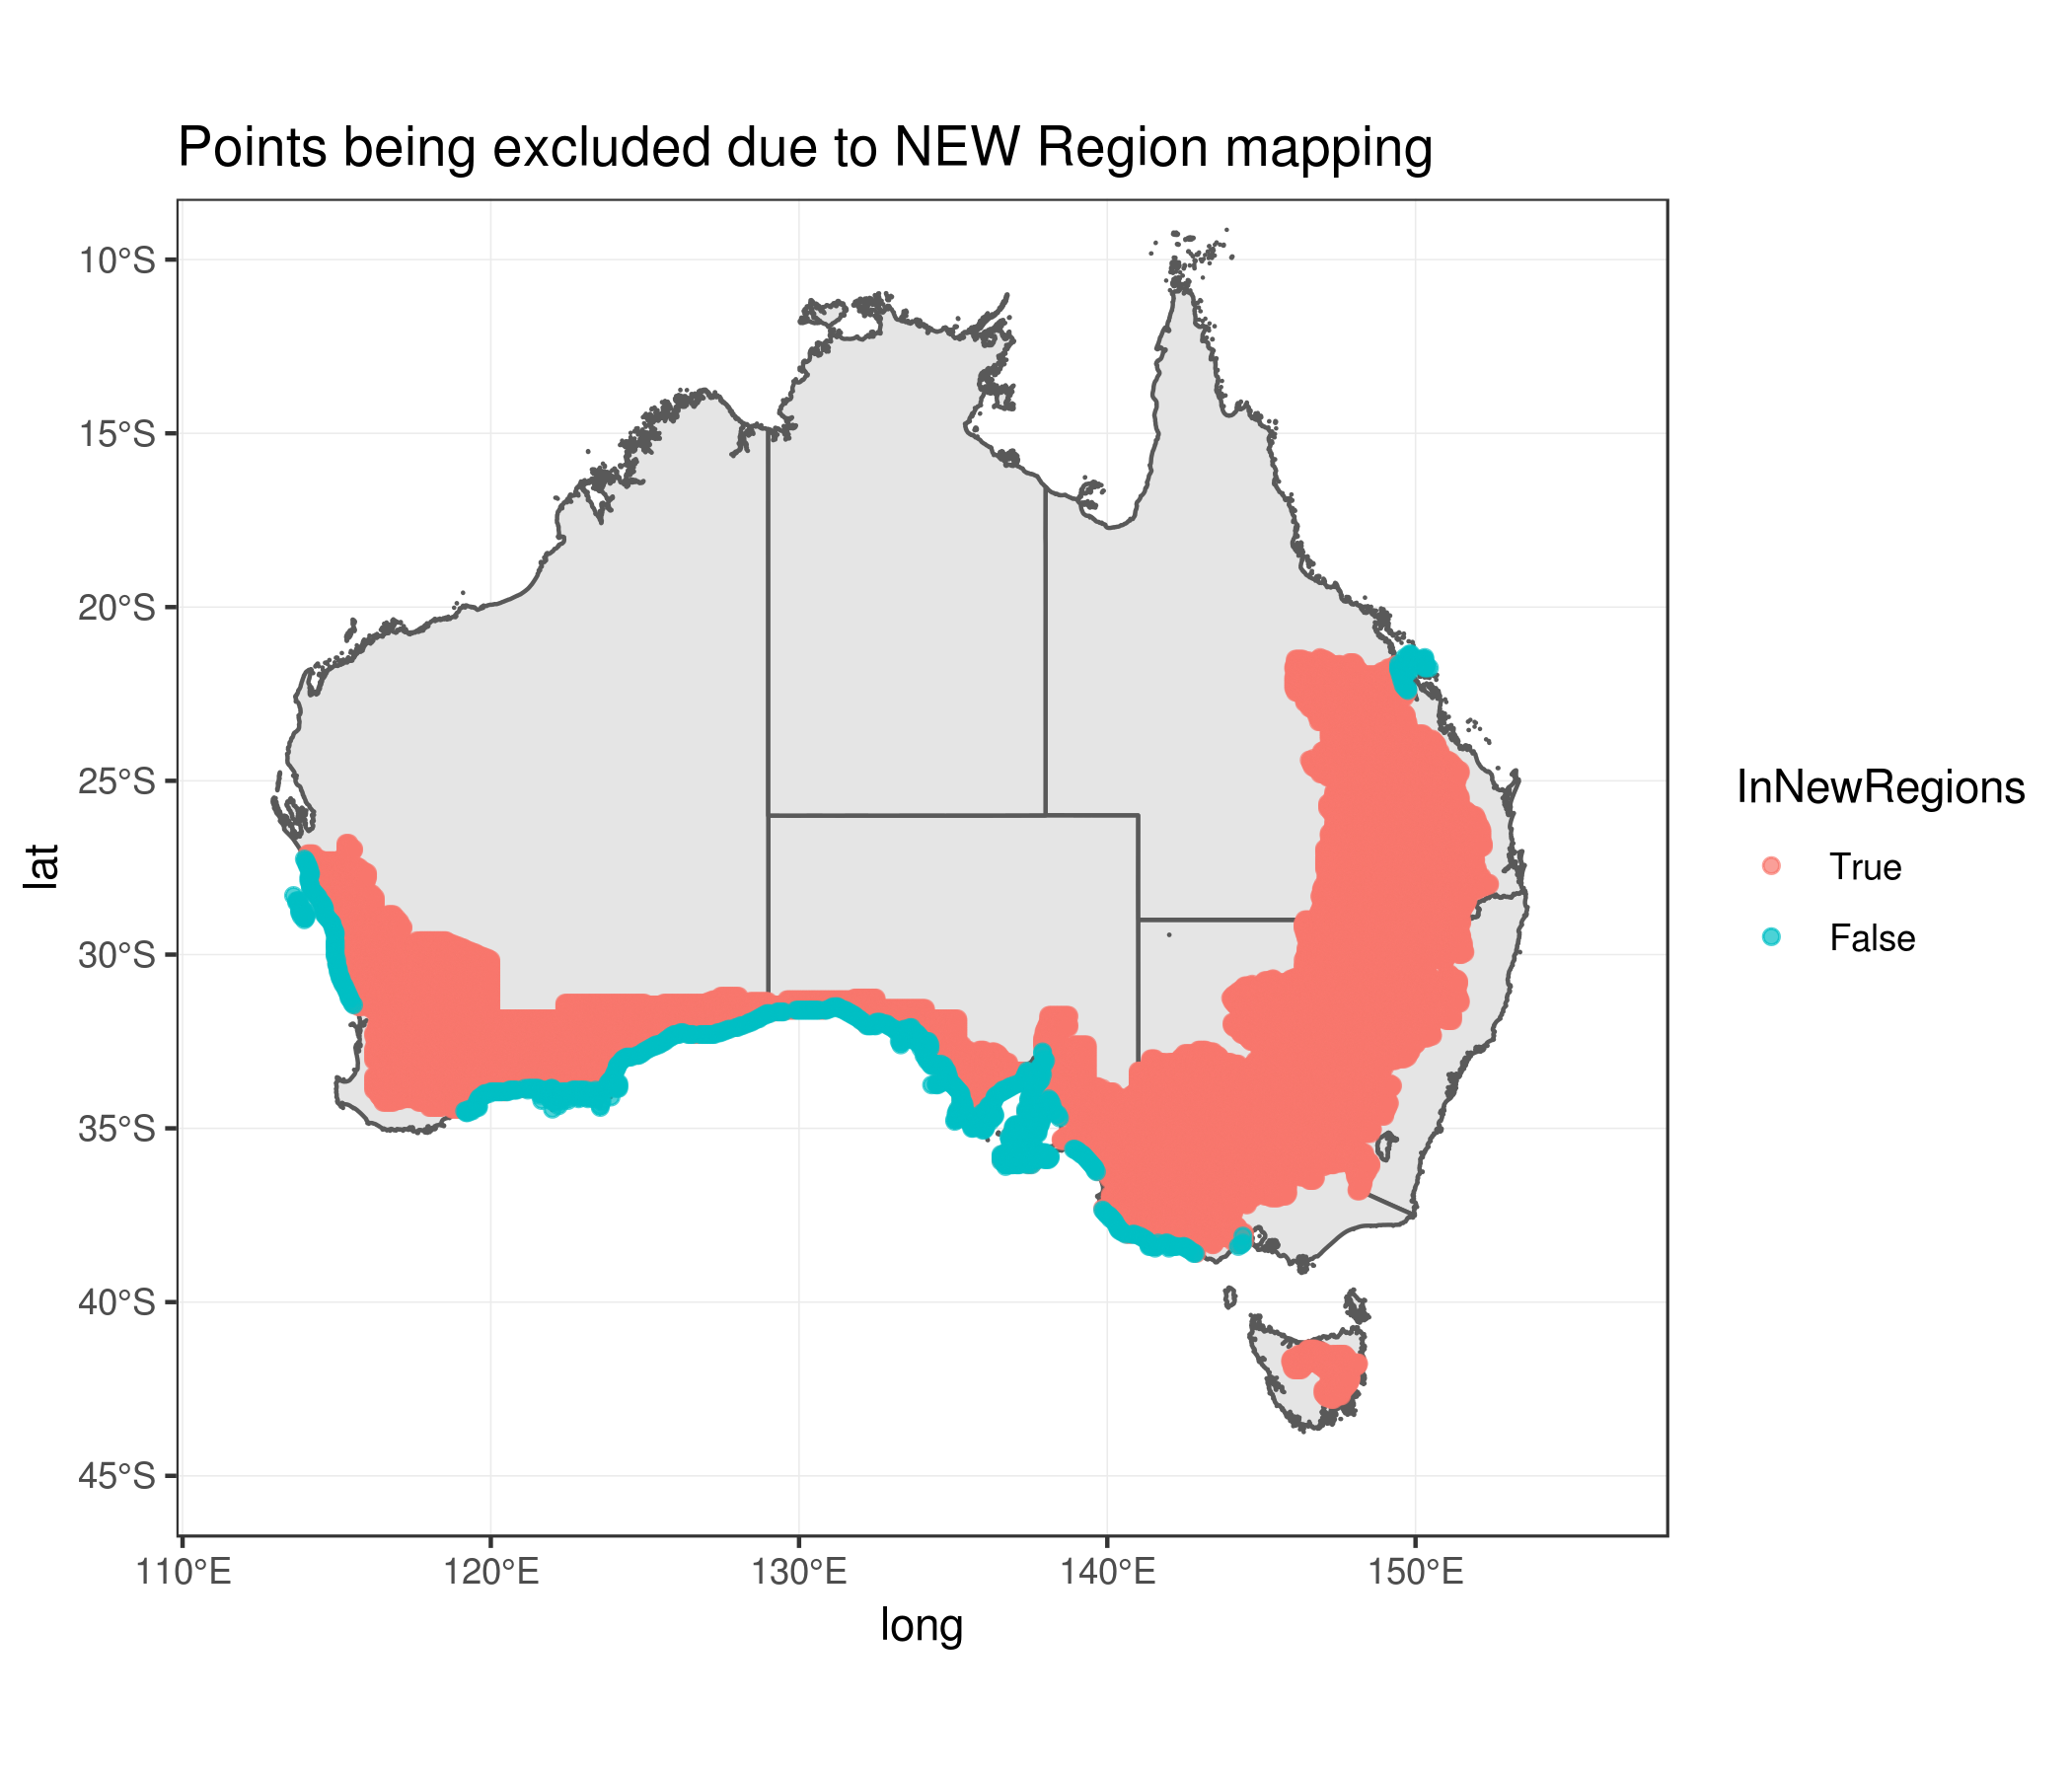 Points being excluded due to NEW Region mapping
10°S
15°S
20°S
25°S
30°S
35°S
40°S
45°S
lat
110°E
120°E
130°E
140°E
150°E
long
InNewRegions
True
False